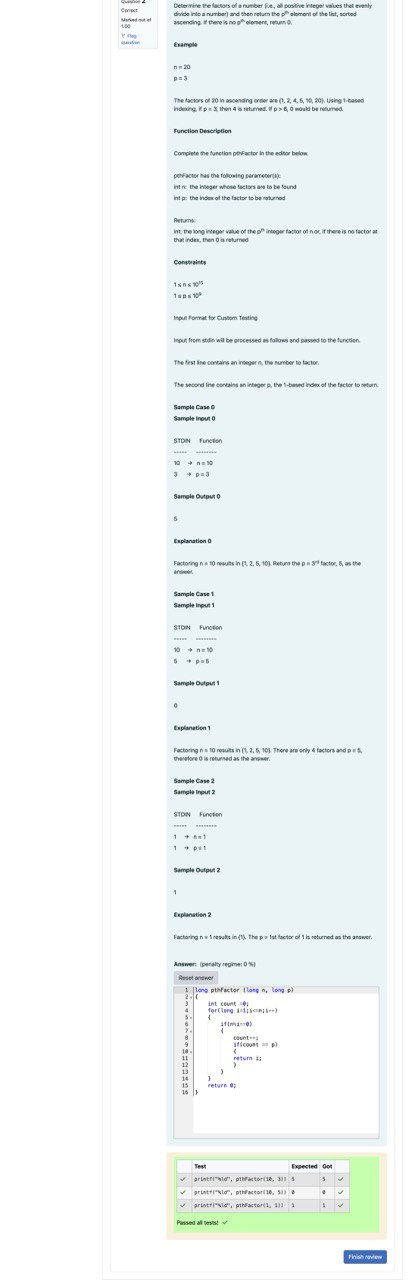 Question 2
Correct
Marked out of
1.00
Flag
question
Determine the factors of a number (i.e., all positive integer values that evenly
divide into a number) and then return the pth element of the list, sorted
ascending. If there is no pth element, return 0.
Example
n = 20
p = 3
The factors of 20 in ascending order are {1, 2, 4, 5, 10, 20}. Using 1-based
indexing, if p = 3, then 4 is returned. If p > 6, 0 would be returned.
Function Description
Complete the function pthFactor in the editor below.
pthFactor has the following parameter(s):
int n: the integer whose factors are to be found
int p: the index of the factor to be returned
Returns:
int: the long integer value of the pth integer factor of n or, if there is no factor at
that index, then 0 is returned
Constraints
1 ≤ n ≤ 10^15
1 ≤ p ≤ 10^9
Input Format for Custom Testing
Input from stdin will be processed as follows and passed to the function.
The first line contains an integer n, the number to factor.
The second line contains an integer p, the 1-based index of the factor to return.
Sample Case 0
Sample Input 0
STDIN Function
----- --------
10 → n = 10
3 → p = 3
Sample Output 0
5
Explanation 0
Factoring n = 10 results in {1, 2, 5, 10}. Return the p = 3rd factor, 5, as the
answer.
Sample Case 1
Sample Input 1
STDIN Function
----- --------
10 → n = 10
5 → p = 5
Sample Output 1
0
Explanation 1
Factoring n = 10 results in {1, 2, 5, 10}. There are only 4 factors and p = 5,
therefore 0 is returned as the answer.
Sample Case 2
Sample Input 2
STDIN Function
----- --------
1 → n = 1
1 → p = 1
Sample Output 2
1
Explanation 2
Factoring n = 1 results in {1}. The p = 1st factor of 1 is returned as the answer.
Answer: (penalty regime: 0 %)
Reset answer
1 long pthFactor (long n, long p)
2 {
3 int count =0;
4 for(long i=1;i<=n;i++)
5 {
6 if(n%i==0)
7 {
8 count++;
9 if(count == p)
10 {
11 return i;
12 }
13 }
14 }
15 return 0;
16 }
Test Expected Got
printf("%ld", pthFactor(10, 3)) 5 5
printf("%ld", pthFactor(10, 5)) 0 0
printf("%ld", pthFactor(1, 1)) 1 1
Passed all tests!
Finish review